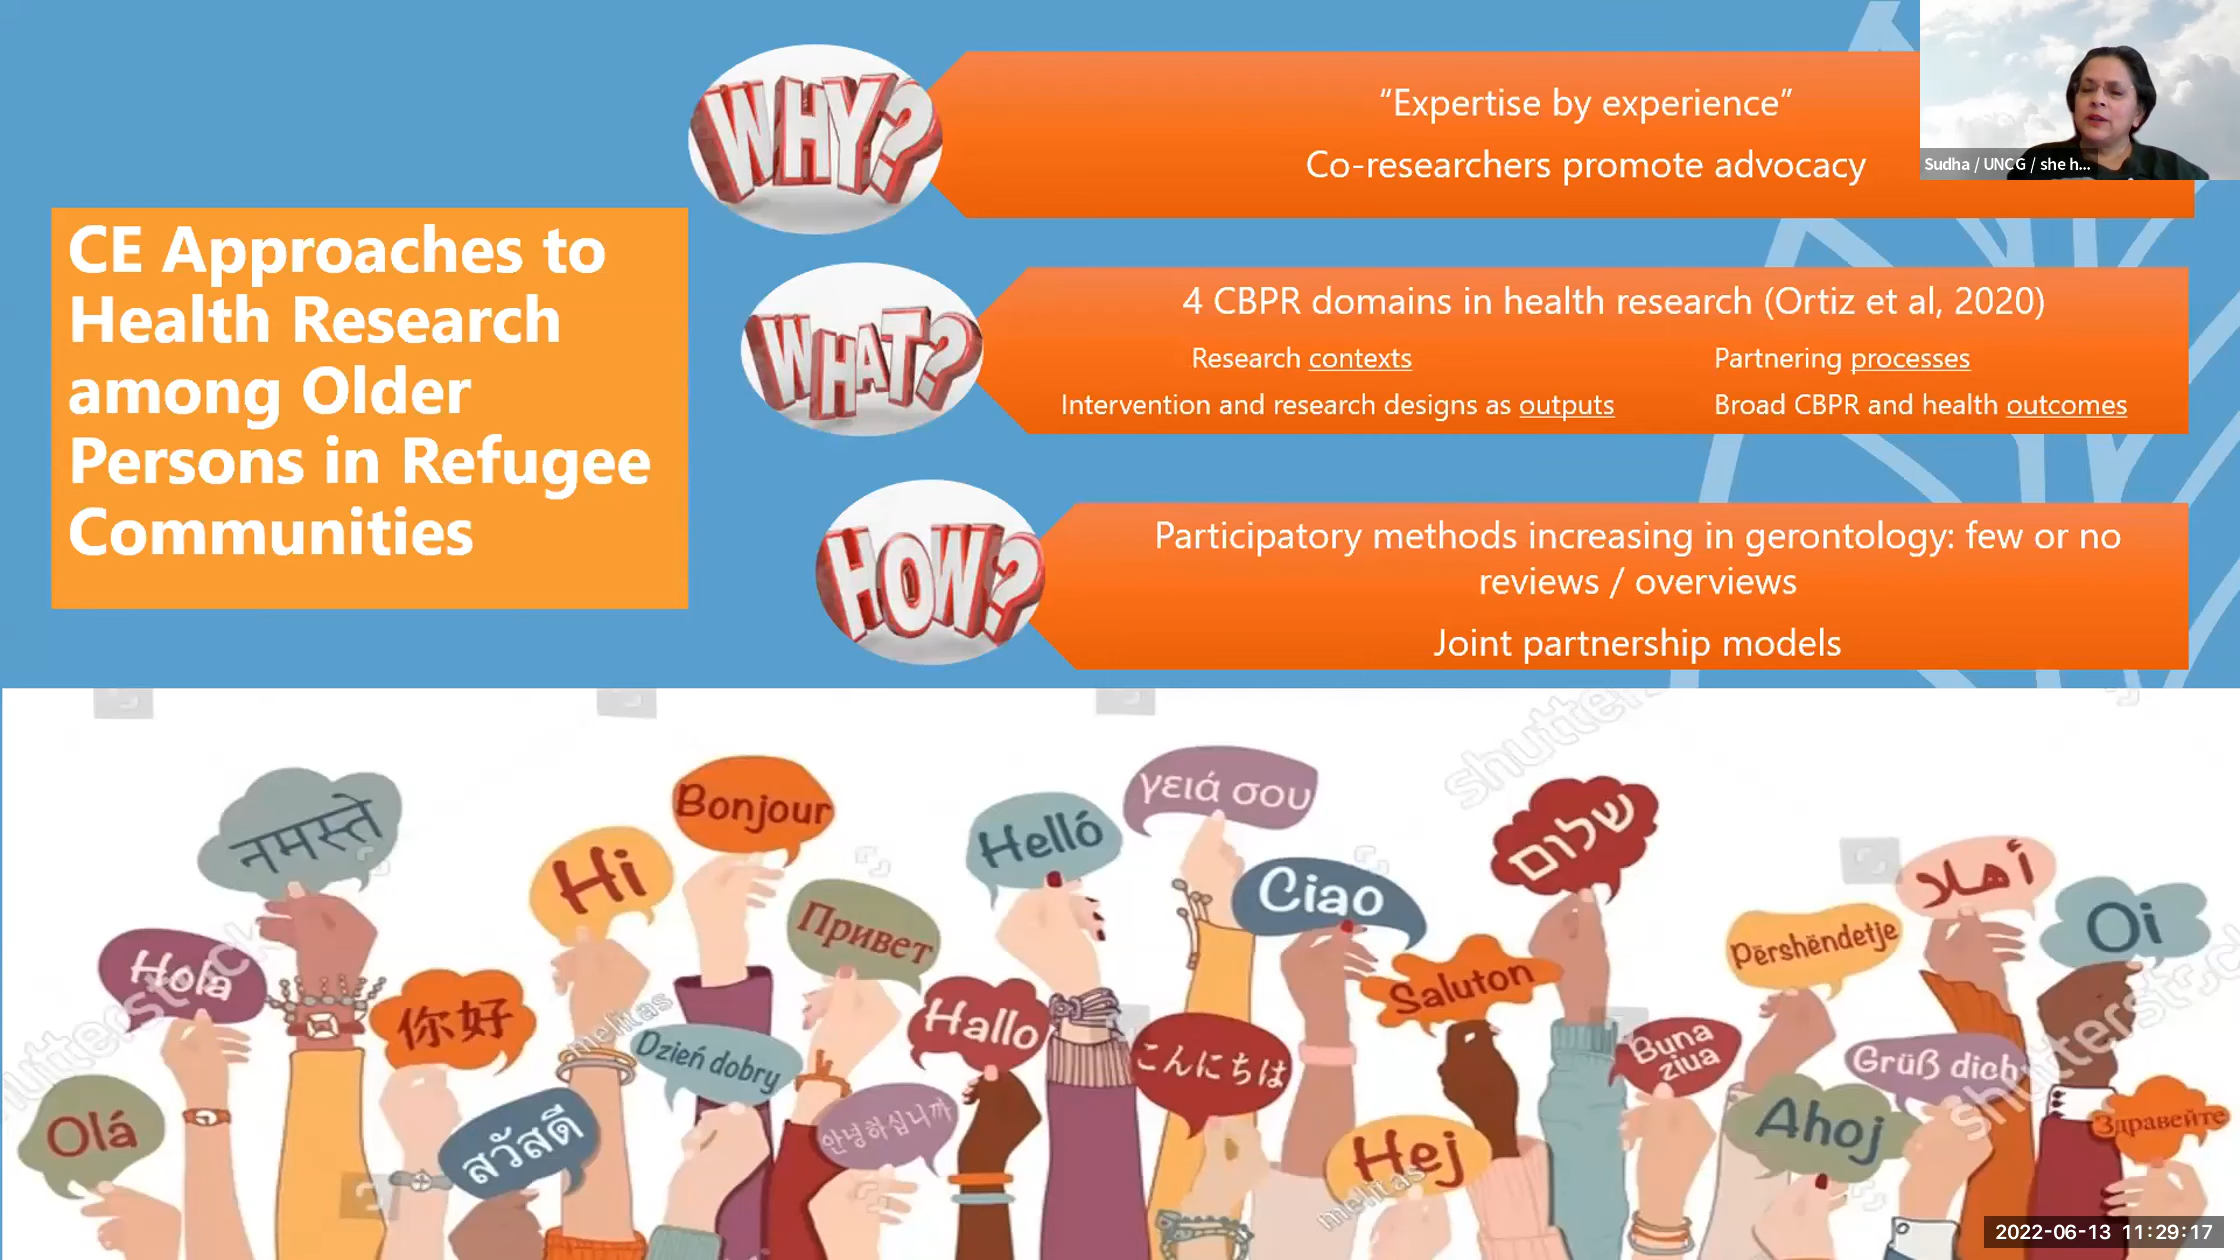 WHY?
"Expertise by experience"
Co-researchers promote advocacy
Sudha / UNCG / she h...
CE Approaches to
Health Research
among Older
Persons in Refugee
Communities
WHAT?
4 CBPR domains in health research (Ortiz et al, 2020)
Research contexts
Partnering processes
Intervention and research designs as outputs
Broad CBPR and health outcomes
HOW?
Participatory methods increasing in gerontology: few or no
reviews / overviews
Joint partnership models
नमस्ते
Bonjour
Hi
Helló
γειά σου
Ciao
שלום
أهلا
Oi
Hola
你好
Привет
Hallo
Saluton
Përshëndetje
Olá
สวัสดี
Dzień dobry
안녕하십니까
こんにちは
Hej
Buna
ziua
Grüß dich
Ahoj
Здравейте
shutterstock
melitas
melitas
shutterstock
2022-06-13 11:29:17